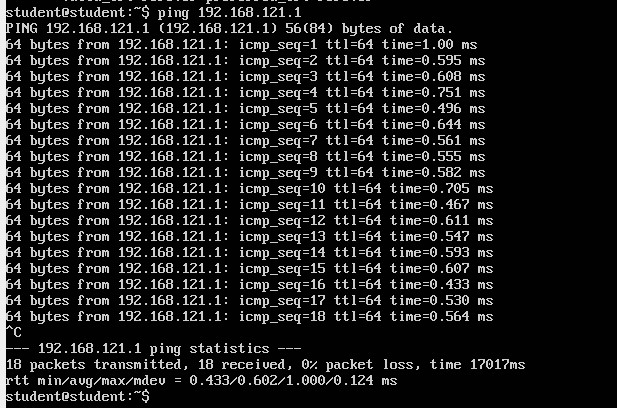 student@student:~$ ping 192.168.121.1
PING 192.168.121.1 (192.168.121.1) 56(84) bytes of data.
64 bytes from 192.168.121.1: icmp_seq=1 ttl=64 time=1.00 ms
64 bytes from 192.168.121.1: icmp_seq=2 ttl=64 time=0.595 ms
64 bytes from 192.168.121.1: icmp_seq=3 ttl=64 time=0.608 ms
64 bytes from 192.168.121.1: icmp_seq=4 ttl=64 time=0.751 ms
64 bytes from 192.168.121.1: icmp_seq=5 ttl=64 time=0.496 ms
64 bytes from 192.168.121.1: icmp_seq=6 ttl=64 time=0.644 ms
64 bytes from 192.168.121.1: icmp_seq=7 ttl=64 time=0.561 ms
64 bytes from 192.168.121.1: icmp_seq=8 ttl=64 time=0.555 ms
64 bytes from 192.168.121.1: icmp_seq=9 ttl=64 time=0.582 ms
64 bytes from 192.168.121.1: icmp_seq=10 ttl=64 time=0.705 ms
64 bytes from 192.168.121.1: icmp_seq=11 ttl=64 time=0.467 ms
64 bytes from 192.168.121.1: icmp_seq=12 ttl=64 time=0.611 ms
64 bytes from 192.168.121.1: icmp_seq=13 ttl=64 time=0.547 ms
64 bytes from 192.168.121.1: icmp_seq=14 ttl=64 time=0.593 ms
64 bytes from 192.168.121.1: icmp_seq=15 ttl=64 time=0.607 ms
64 bytes from 192.168.121.1: icmp_seq=16 ttl=64 time=0.433 ms
64 bytes from 192.168.121.1: icmp_seq=17 ttl=64 time=0.530 ms
64 bytes from 192.168.121.1: icmp_seq=18 ttl=64 time=0.564 ms
^C
--- 192.168.121.1 ping statistics ---
18 packets transmitted, 18 received, 0% packet loss, time 17017ms
rtt min/avg/max/mdev = 0.433/0.602/1.000/0.124 ms
student@student:~$